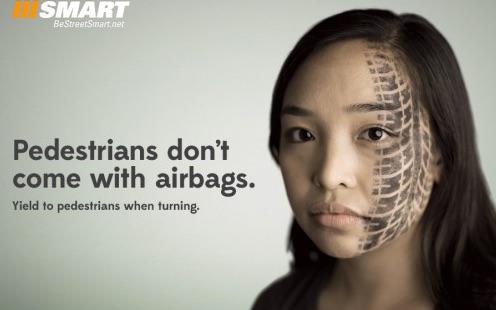 SMART
BeStreetSmart.net
Pedestrians don't
come with airbags.
Yield to pedestrians when turning.